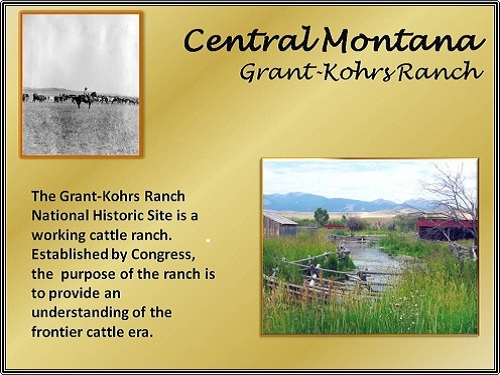 Central Montana
Grant-Kohrs Ranch
The Grant-Kohrs Ranch
National Historic Site is a
working cattle ranch.
Established by Congress,
the purpose of the ranch is
to provide an
understanding of the
frontier cattle era.